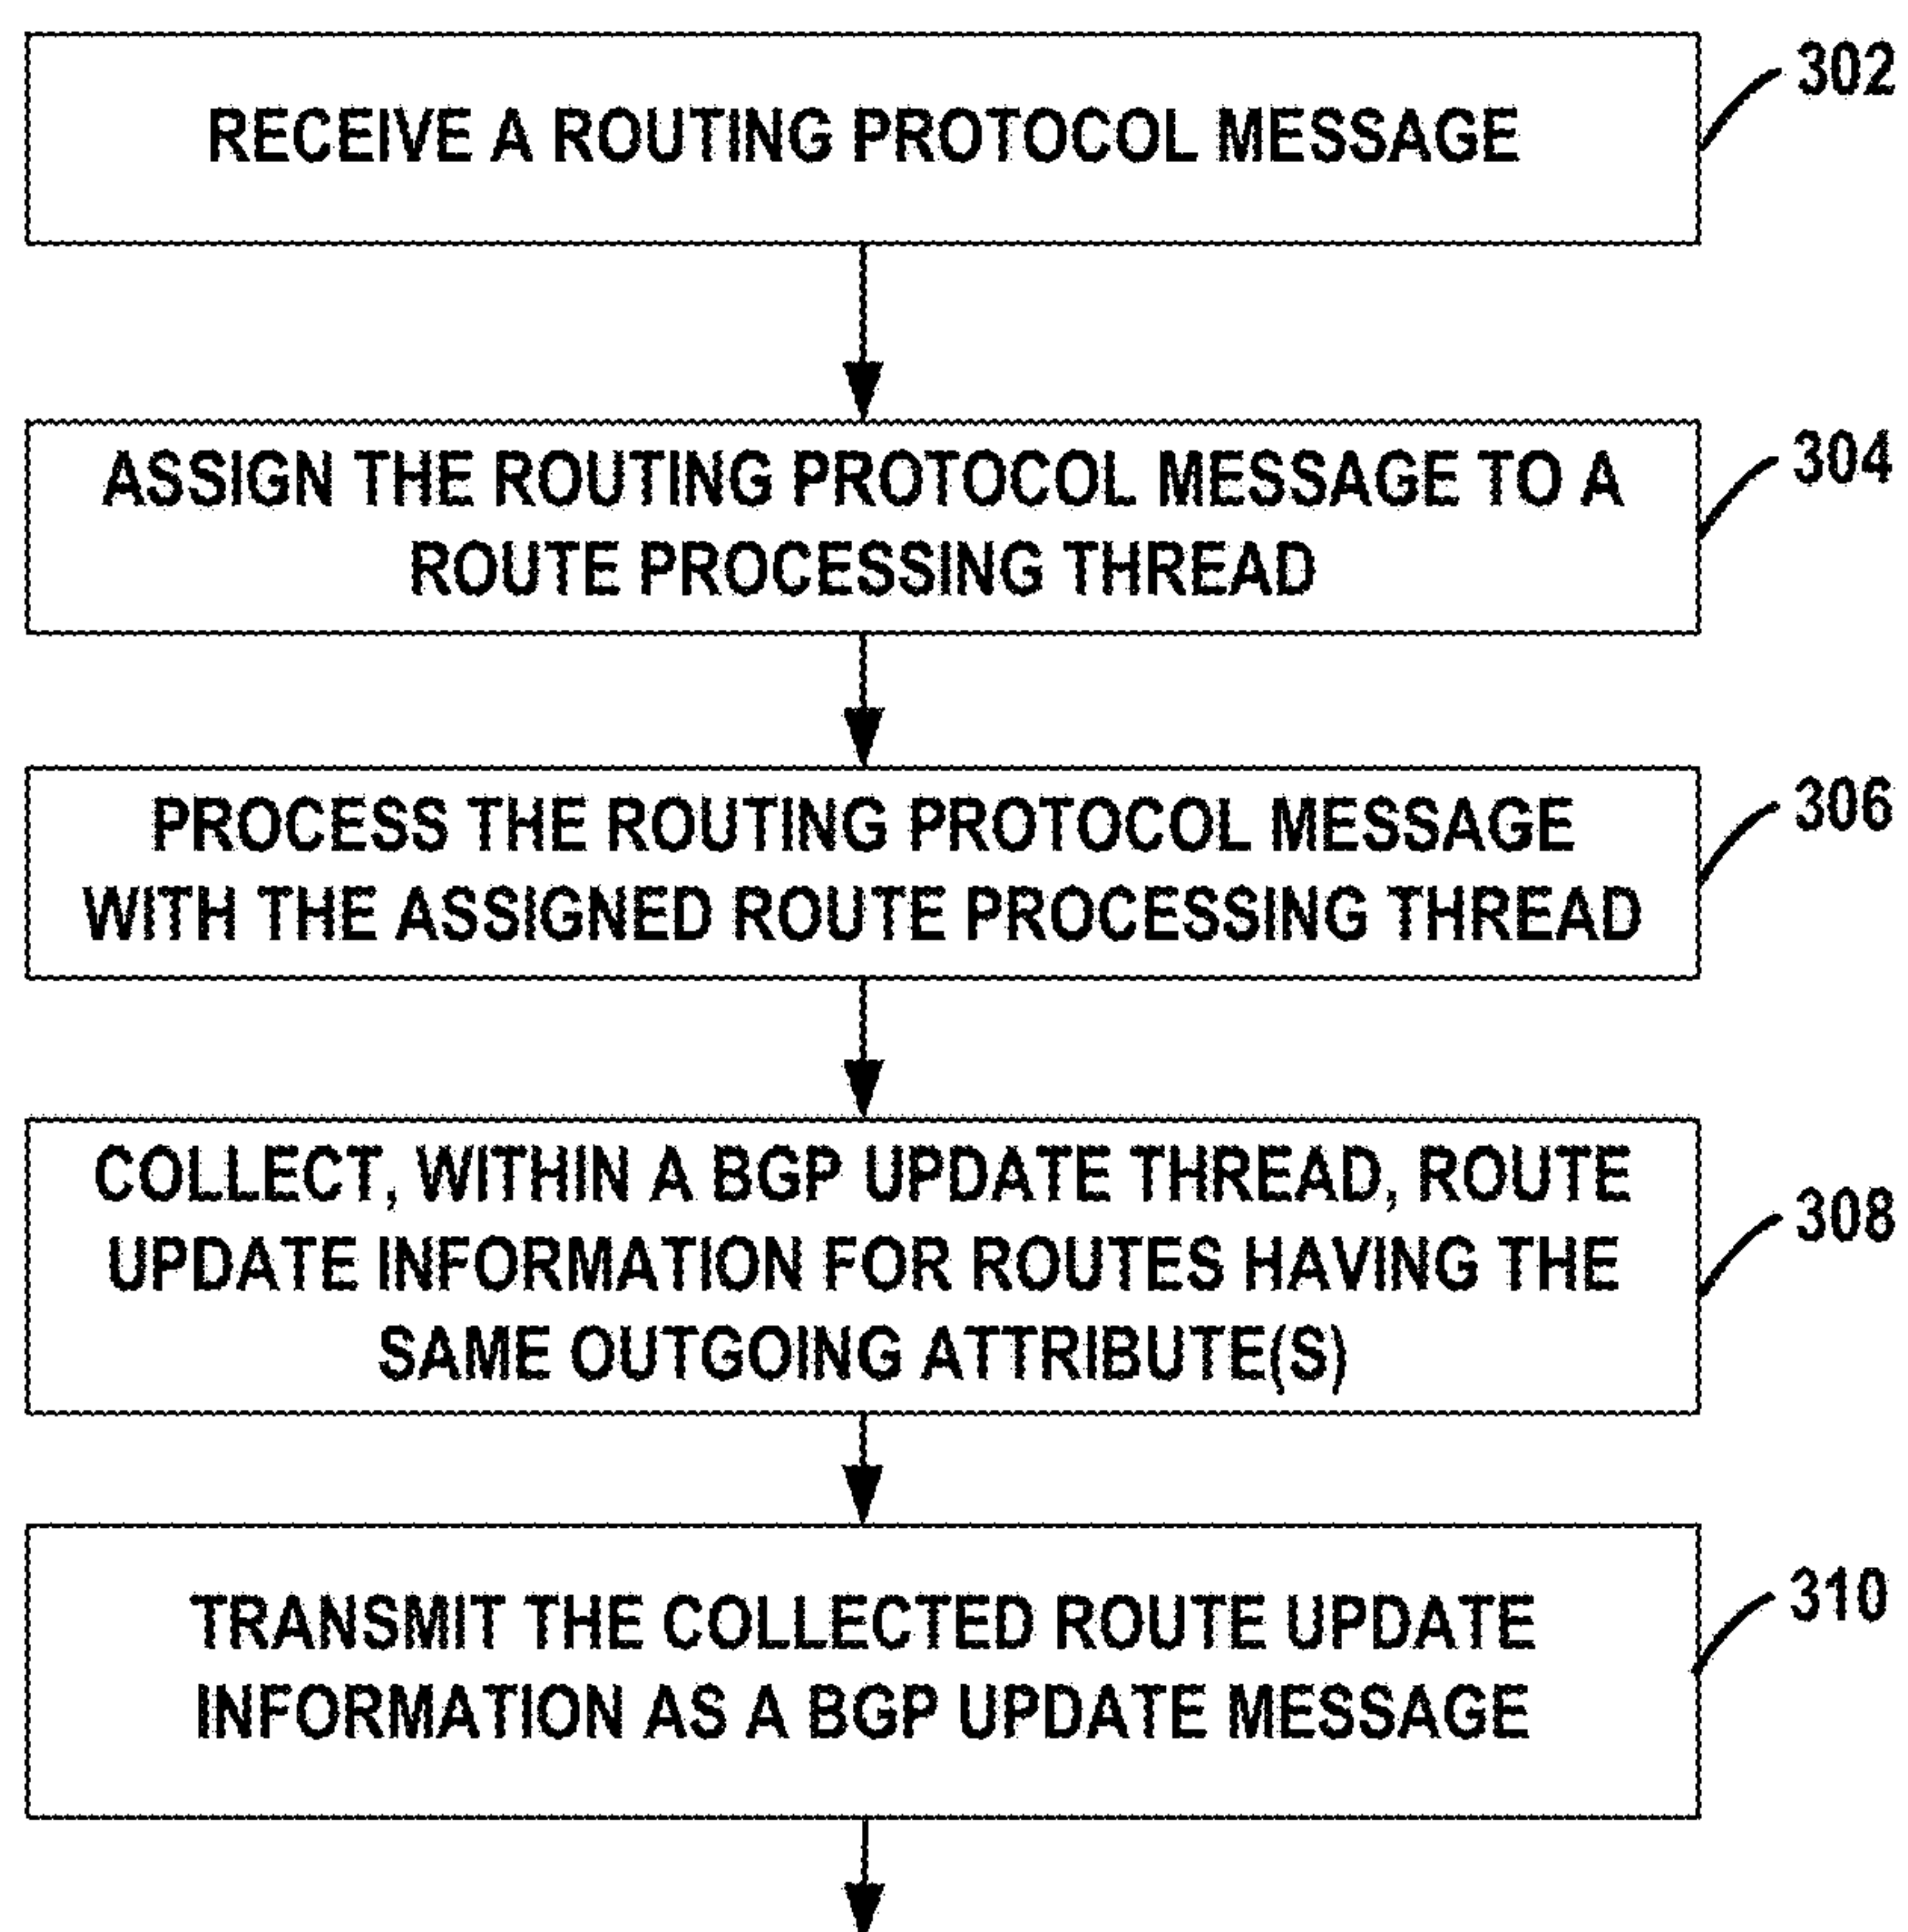 RECEIVE A ROUTING PROTOCOL MESSAGE
302
ASSIGN THE ROUTING PROTOCOL MESSAGE TO A
ROUTE PROCESSING THREAD
304
PROCESS THE ROUTING PROTOCOL MESSAGE
WITH THE ASSIGNED ROUTE PROCESSING THREAD
306
COLLECT, WITHIN A BGP UPDATE THREAD, ROUTE
UPDATE INFORMATION FOR ROUTES HAVING THE
SAME OUTGOING ATTRIBUTE(S)
308
TRANSMIT THE COLLECTED ROUTE UPDATE
INFORMATION AS A BGP UPDATE MESSAGE
310